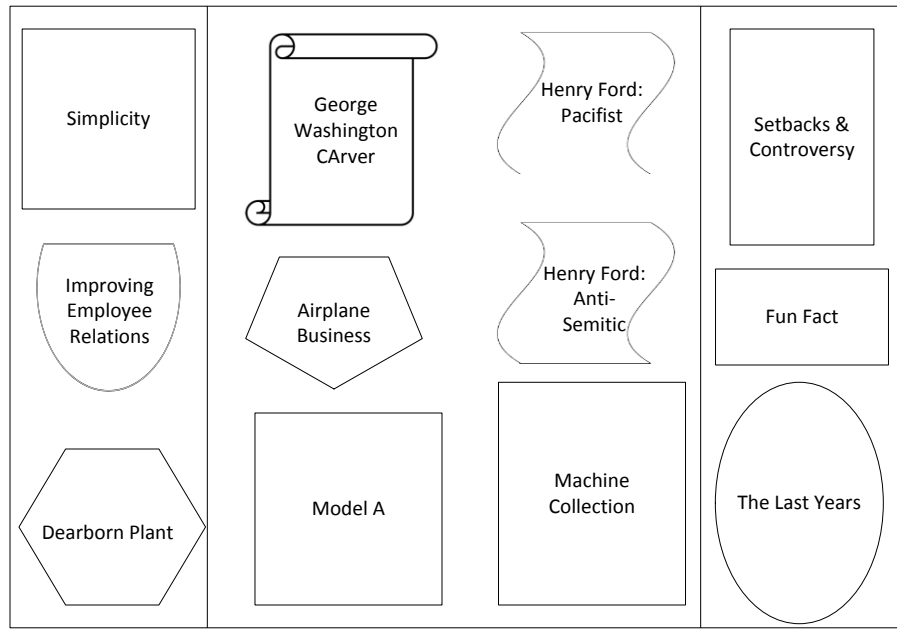 Simplicity
Improving
Employee
Relations
Dearborn Plant
George
Washington
CArver
Airplane
Business
Model A
Henry Ford:
Pacifist
Henry Ford:
Anti-
Semitic
Machine
Collection
Setbacks &
Controversy
Fun Fact
The Last Years